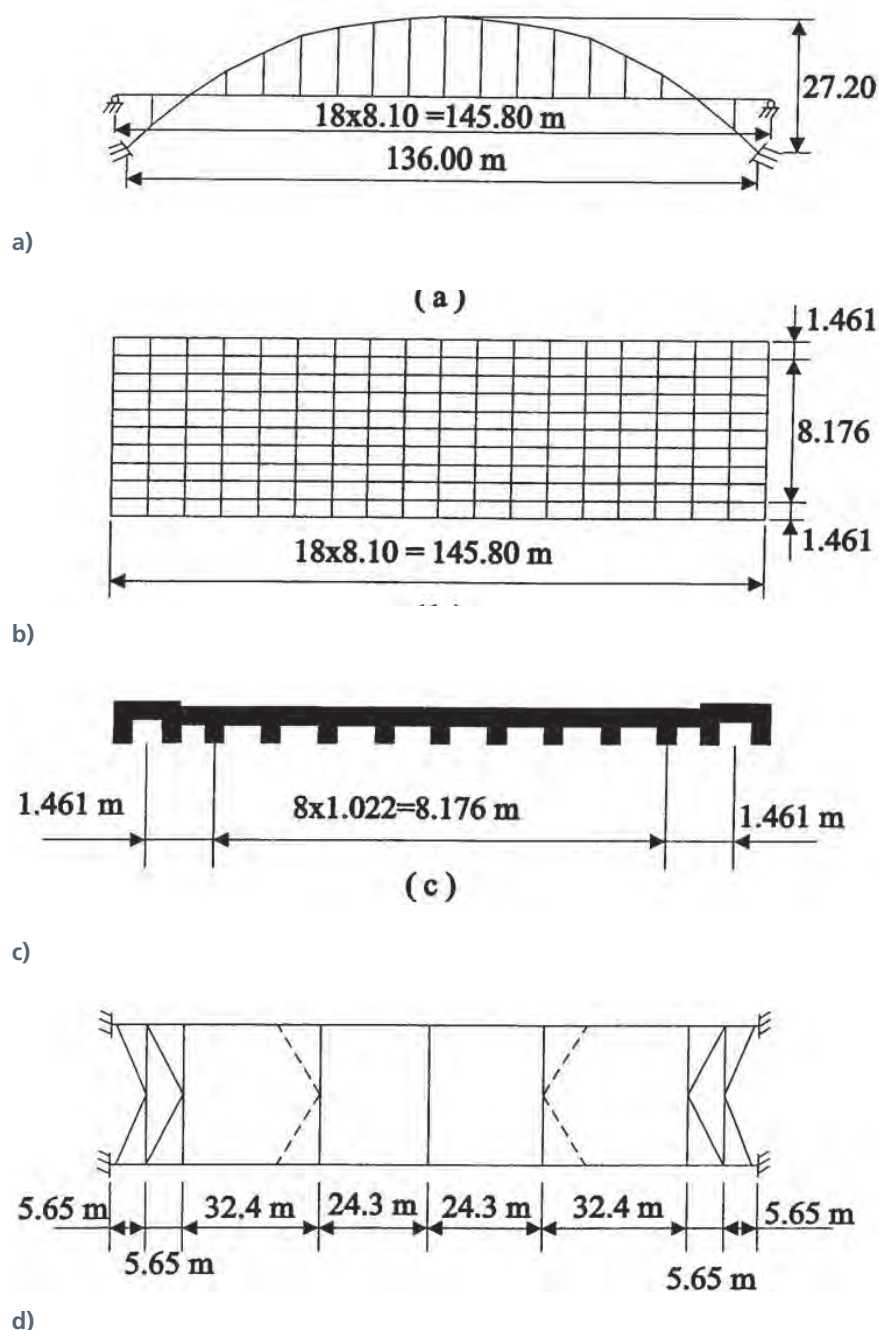 27.20
18x8.10 =145.80 m
136.00 m
a)
( a )
1.461
8.176
18x8.10 = 145.80 m
1.461
b)
1.461 m
8x1.022=8.176 m
1.461 m
( c )
c)
5.65 m
32.4 m
24.3 m
24.3 m
32.4 m
5.65 m
5.65 m
5.65 m
d)